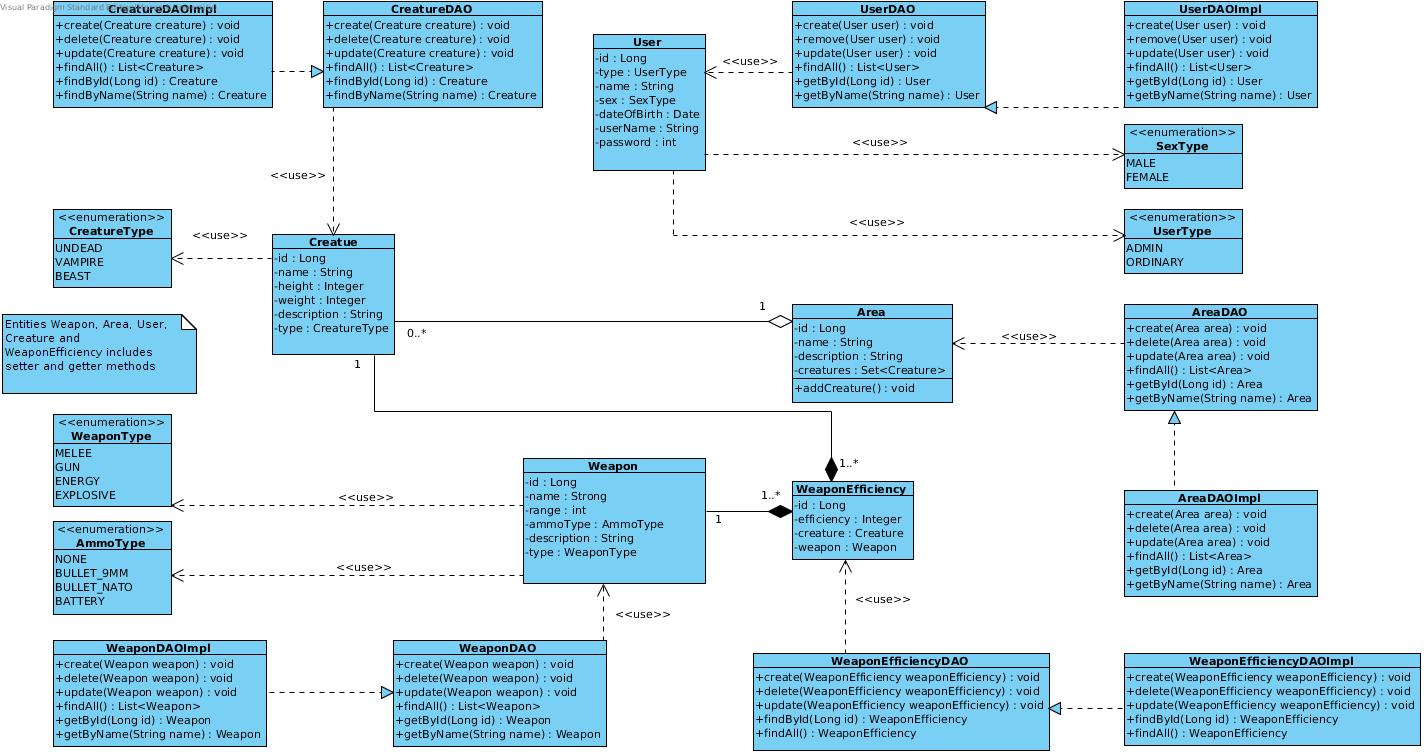 Visual Paradigm Standard
CreatureDAOImpl
+create(Creature creature) : void
+delete(Creature creature) : void
+update(Creature creature) : void
+findAll() : List<Creature>
+findById(Long id) : Creature
+findByName(String name) : Creature
CreatureDAO
+create(Creature creature) : void
+delete(Creature creature) : void
+update(Creature creature) : void
+findAll() : List<Creature>
+findById(Long id) : Creature
+findByName(String name) : Creature
User
-id : Long
-type : UserType
-name : String
-sex : SexType
-dateOfBirth : Date
-userName : String
-password : int
<<use>>
UserDAO
+create(User user) : void
+remove(User user) : void
+update(User user) : void
+findAll() : List<User>
+getById(Long id) : User
+getByName(String name) : User
UserDAOImpl
+create(User user) : void
+remove(User user) : void
+update(User user) : void
+findAll() : List<User>
+getById(Long id) : User
+getByName(String name) : User
<<use>>
<<enumeration>>
SexType
MALE
FEMALE
<<use>>
<<enumeration>>
UserType
ADMIN
ORDINARY
<<use>>
<<enumeration>>
CreatureType
UNDEAD
VAMPIRE
BEAST
<<use>>
Creatue
-id : Long
-name : String
-height : Integer
-weight : Integer
-description : String
-type : CreatureType
0..*
1
1
Area
-id : Long
-name : String
-description : String
-creatures : Set<Creature>
+addCreature() : void
<<use>>
AreaDAO
+create(Area area) : void
+delete(Area area) : void
+update(Area area) : void
+findAll() : List<Area>
+getById(Long id) : Area
+getByName(String name) : Area
Entities Weapon, Area, User,
Creature and
WeaponEfficiency includes
setter and getter methods
<<enumeration>>
WeaponType
MELEE
GUN
ENERGY
EXPLOSIVE
<<use>>
<<enumeration>>
AmmoType
NONE
BULLET_9MM
BULLET_NATO
BATTERY
<<use>>
Weapon
-id : Long
-name : Strong
-range : int
-ammoType : AmmoType
-description : String
-type : WeaponType
1
1..*
1..*
WeaponEfficiency
-id : Long
-efficiency : Integer
-creature : Creature
-weapon : Weapon
AreaDAOImpl
+create(Area area) : void
+delete(Area area) : void
+update(Area area) : void
+findAll() : List<Area>
+getById(Long id) : Area
+getByName(String name) : Area
<<use>>
<<use>>
WeaponDAOImpl
+create(Weapon weapon) : void
+delete(Weapon weapon) : void
+update(Weapon weapon) : void
+findAll() : List<Weapon>
+getById(Long id) : Weapon
+getByName(String name) : Weapon
WeaponDAO
+create(Weapon weapon) : void
+delete(Weapon weapon) : void
+update(Weapon weapon) : void
+findAll() : List<Weapon>
+getById(Long id) : Weapon
+getByName(String name) : Weapon
WeaponEfficiencyDAO
+create(WeaponEfficiency weaponEfficiency) : void
+delete(WeaponEfficiency weaponEfficiency) : void
+update(WeaponEfficiency weaponEfficiency) : void
+findById(Long id) : WeaponEfficiency
+findAll() : WeaponEfficiency
WeaponEfficiencyDAOImpl
+create(WeaponEfficiency weaponEfficiency) : void
+delete(WeaponEfficiency weaponEfficiency) : void
+update(WeaponEfficiency weaponEfficiency) : void
+findById(Long id) : WeaponEfficiency
+findAll() : WeaponEfficiency